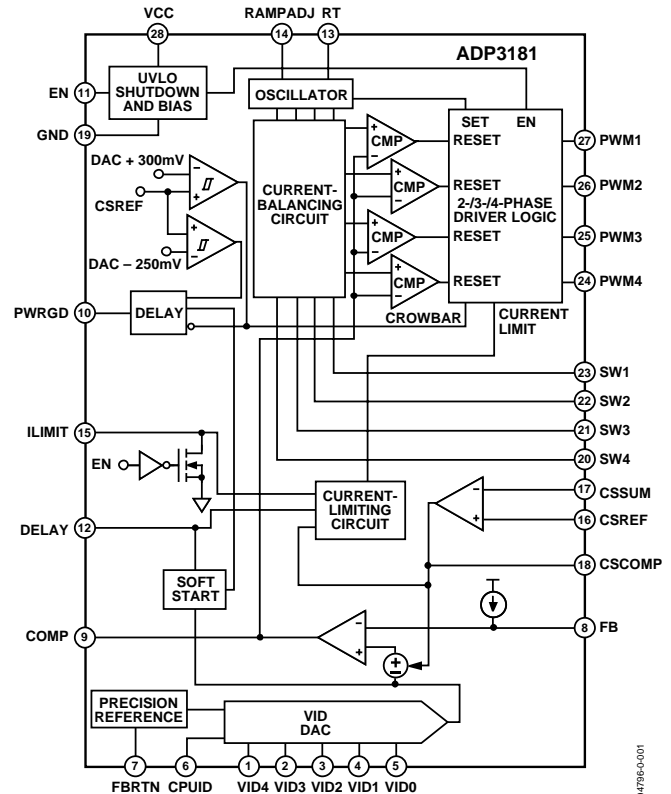 VCC
RAMPADJ RT
28
14
13
ADP3181
EN 11
UVLO
SHUTDOWN
AND BIAS
OSCILLATOR
SET EN
GND 19
DAC + 300mV
CSREF
DAC – 250mV
CURRENT-
BALANCING
CIRCUIT
CMP
CMP
CMP
CMP
RESET
RESET
2-/3-/4-PHASE
DRIVER LOGIC
RESET
RESET
27 PWM1
26 PWM2
25 PWM3
24 PWM4
PWRGD 10
DELAY
CROWBAR
CURRENT
LIMIT
23 SW1
22 SW2
21 SW3
20 SW4
ILIMIT 15
EN
CURRENT-
LIMITING
CIRCUIT
17 CSSUM
16 CSREF
18 CSCOMP
DELAY 12
SOFT
START
COMP 9
8 FB
PRECISION
REFERENCE
VID
DAC
7 6 1 2 3 4 5
FBRTN CPUID VID4 VID3 VID2 VID1 VID0
04796-0-001